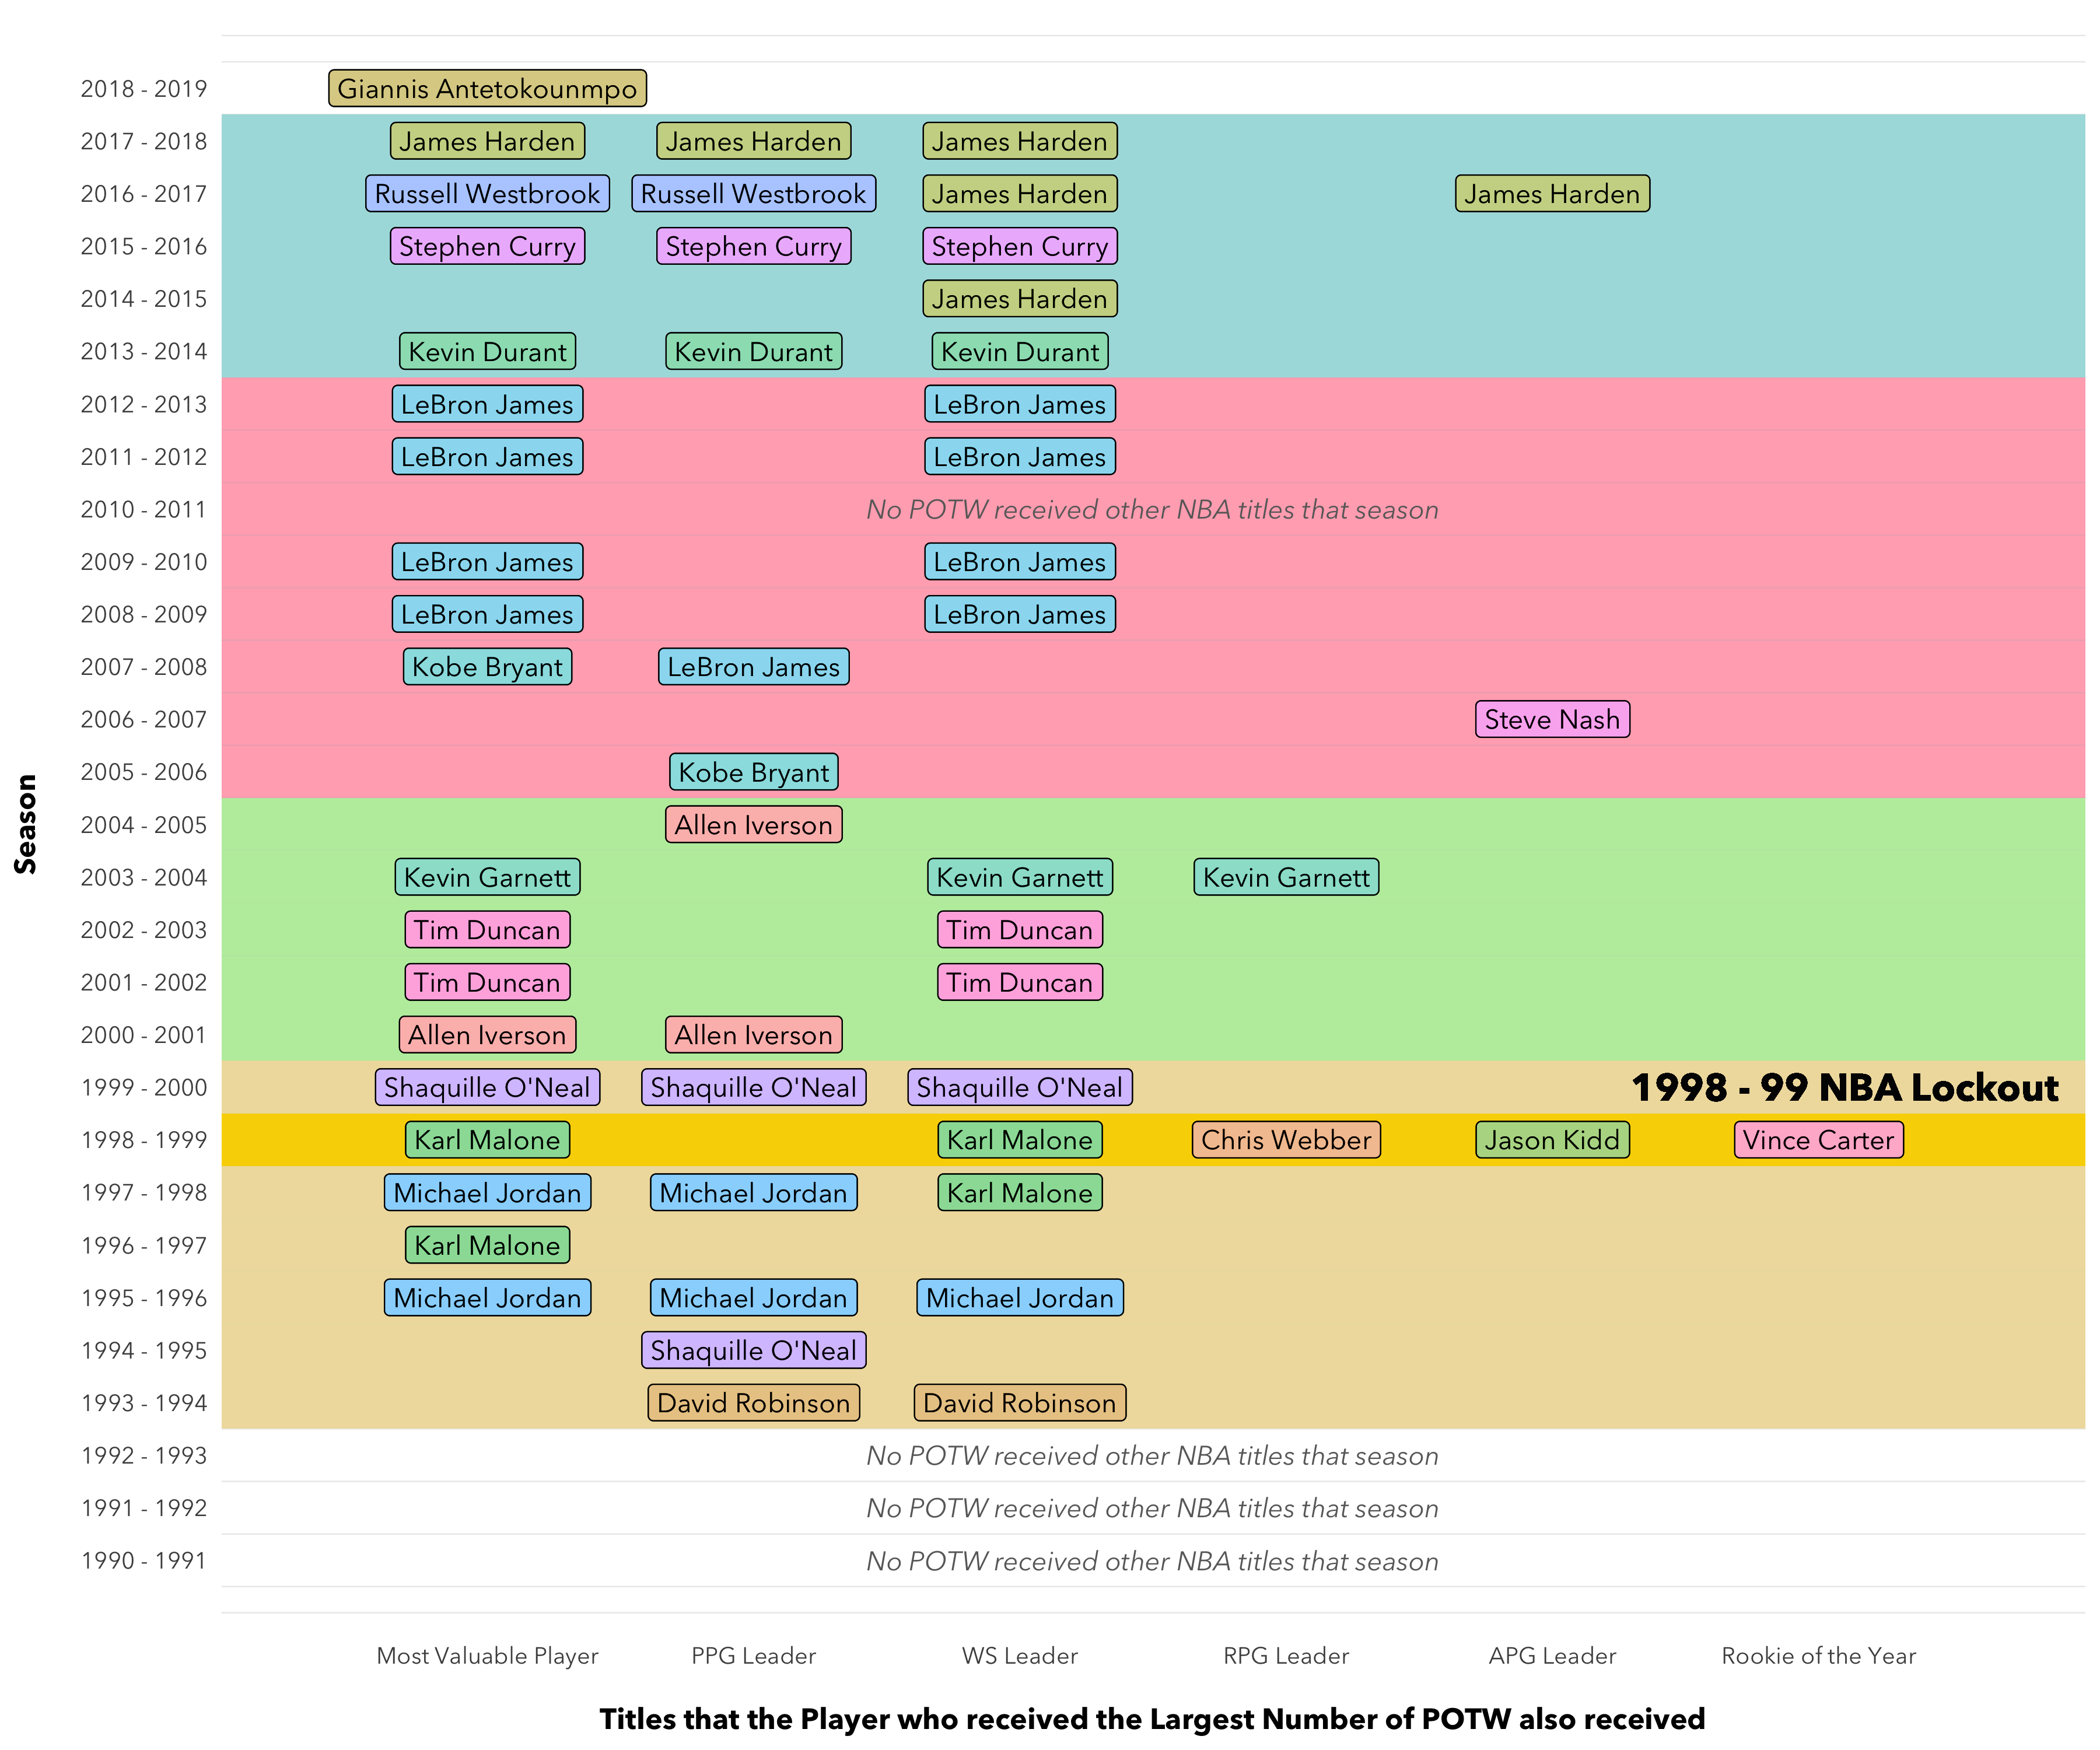 2018 - 2019 Giannis Antetokounmpo
2017 - 2018 James Harden James Harden James Harden
2016 - 2017 Russell Westbrook Russell Westbrook James Harden James Harden
2015 - 2016 Stephen Curry Stephen Curry Stephen Curry
2014 - 2015 James Harden
2013 - 2014 Kevin Durant Kevin Durant Kevin Durant
2012 - 2013 LeBron James LeBron James
2011 - 2012 LeBron James LeBron James
2010 - 2011 No POTW received other NBA titles that season
2009 - 2010 LeBron James LeBron James
2008 - 2009 LeBron James LeBron James
2007 - 2008 Kobe Bryant LeBron James
2006 - 2007 Steve Nash
2005 - 2006 Kobe Bryant
2004 - 2005 Allen Iverson
2003 - 2004 Kevin Garnett Kevin Garnett Kevin Garnett
2002 - 2003 Tim Duncan Tim Duncan
2001 - 2002 Tim Duncan Tim Duncan
2000 - 2001 Allen Iverson Allen Iverson
1999 - 2000 Shaquille O'Neal Shaquille O'Neal Shaquille O'Neal 1998 - 99 NBA Lockout
1998 - 1999 Karl Malone Karl Malone Chris Webber Jason Kidd Vince Carter
1997 - 1998 Michael Jordan Michael Jordan Karl Malone
1996 - 1997 Karl Malone
1995 - 1996 Michael Jordan Michael Jordan Michael Jordan
1994 - 1995 Shaquille O'Neal
1993 - 1994 David Robinson David Robinson
1992 - 1993 No POTW received other NBA titles that season
1991 - 1992 No POTW received other NBA titles that season
1990 - 1991 No POTW received other NBA titles that season
Season
Most Valuable Player PPG Leader WS Leader RPG Leader APG Leader Rookie of the Year
Titles that the Player who received the Largest Number of POTW also received